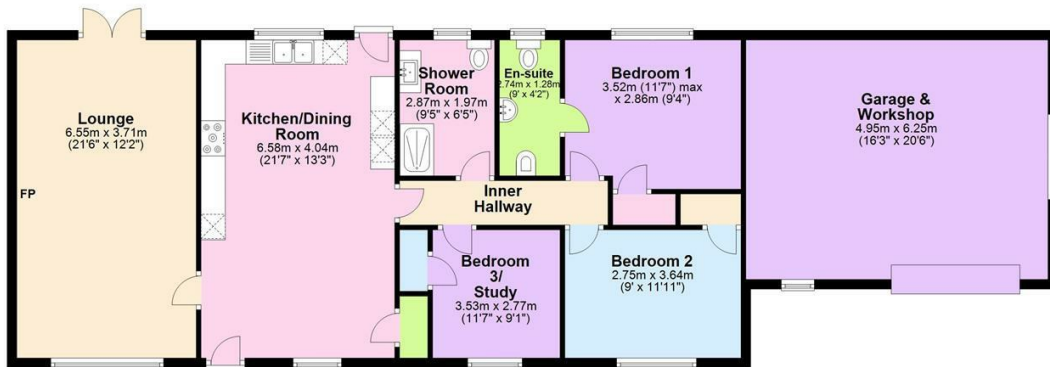 Lounge
6.55m x 3.71m
(21'6" x 12'2")
FP
Kitchen/Dining
Room
6.58m x 4.04m
(21'7" x 13'3")
Shower
Room
2.87m x 1.97m
(9'5" x 6'5")
En-suite
2.74m x 1.28m
(9' x 4'2")
Bedroom 1
3.52m (11'7") max
x 2.86m (9'4")
Garage &
Workshop
4.95m x 6.25m
(16'3" x 20'6")
Inner
Hallway
Bedroom
3/
Study
3.53m x 2.77m
(11'7" x 9'1")
Bedroom 2
2.75m x 3.64m
(9' x 11'11")